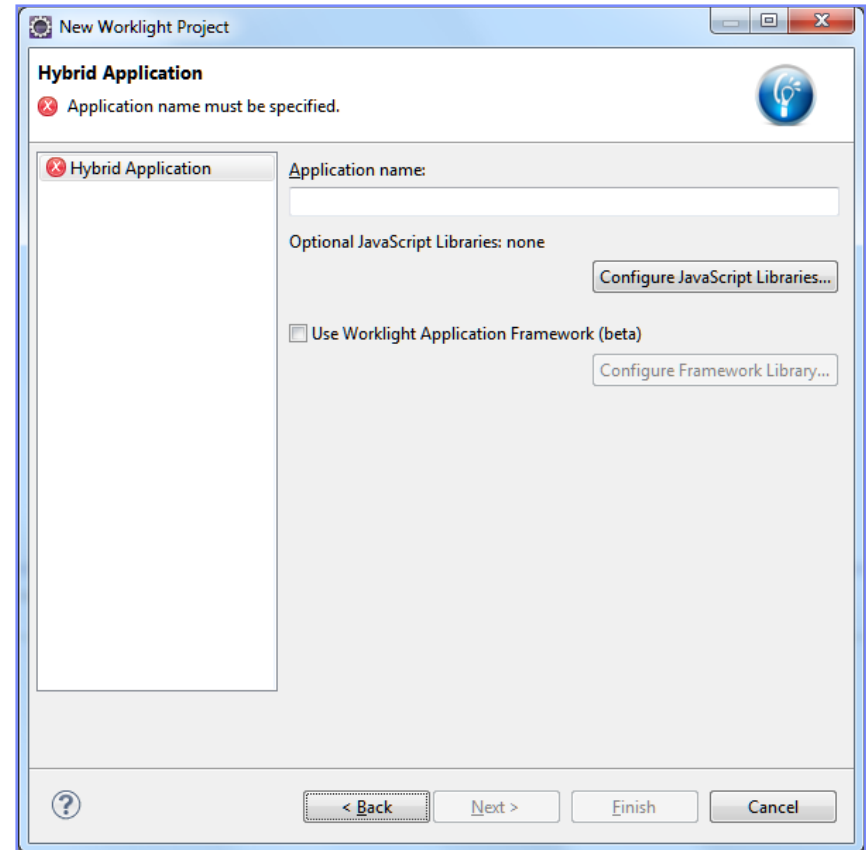 New Worklight Project
Hybrid Application
Application name must be specified.
Hybrid Application
Application name:
Optional JavaScript Libraries: none
Configure JavaScript Libraries...
Use Worklight Application Framework (beta)
Configure Framework Library...
< Back Next > Finish Cancel